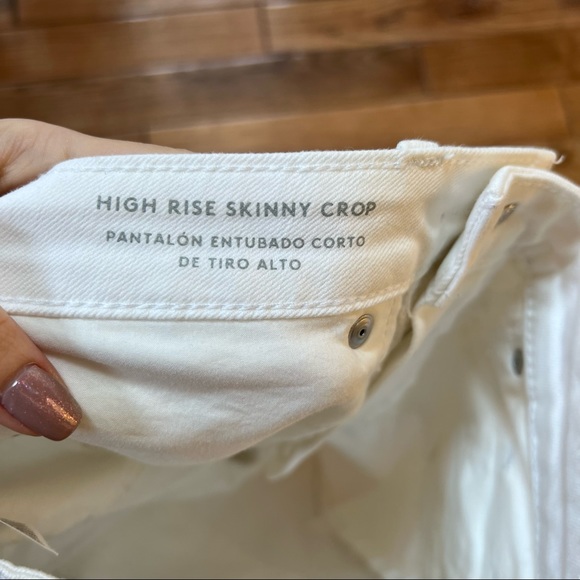 HIGH RISE SKINNY CROP
PANTALÓN ENTUBADO CORTO
DE TIRO ALTO